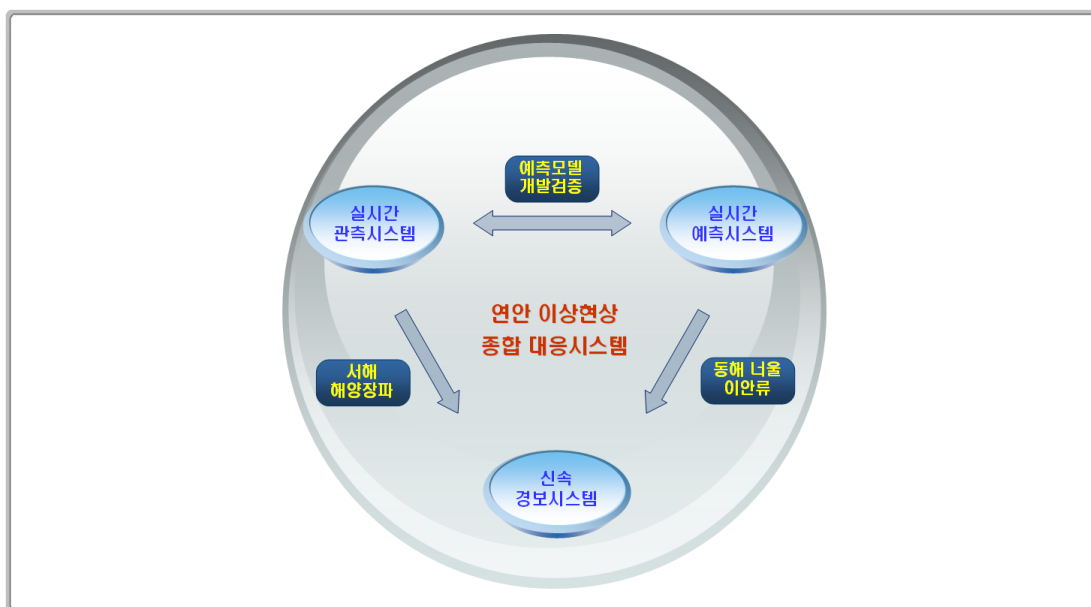 예측모델
개발검증
실시간
관측시스템
실시간
예측시스템
연안 이상현상
종합 대응시스템
서해
해양장파
동해 너울
이안류
신속
경보시스템